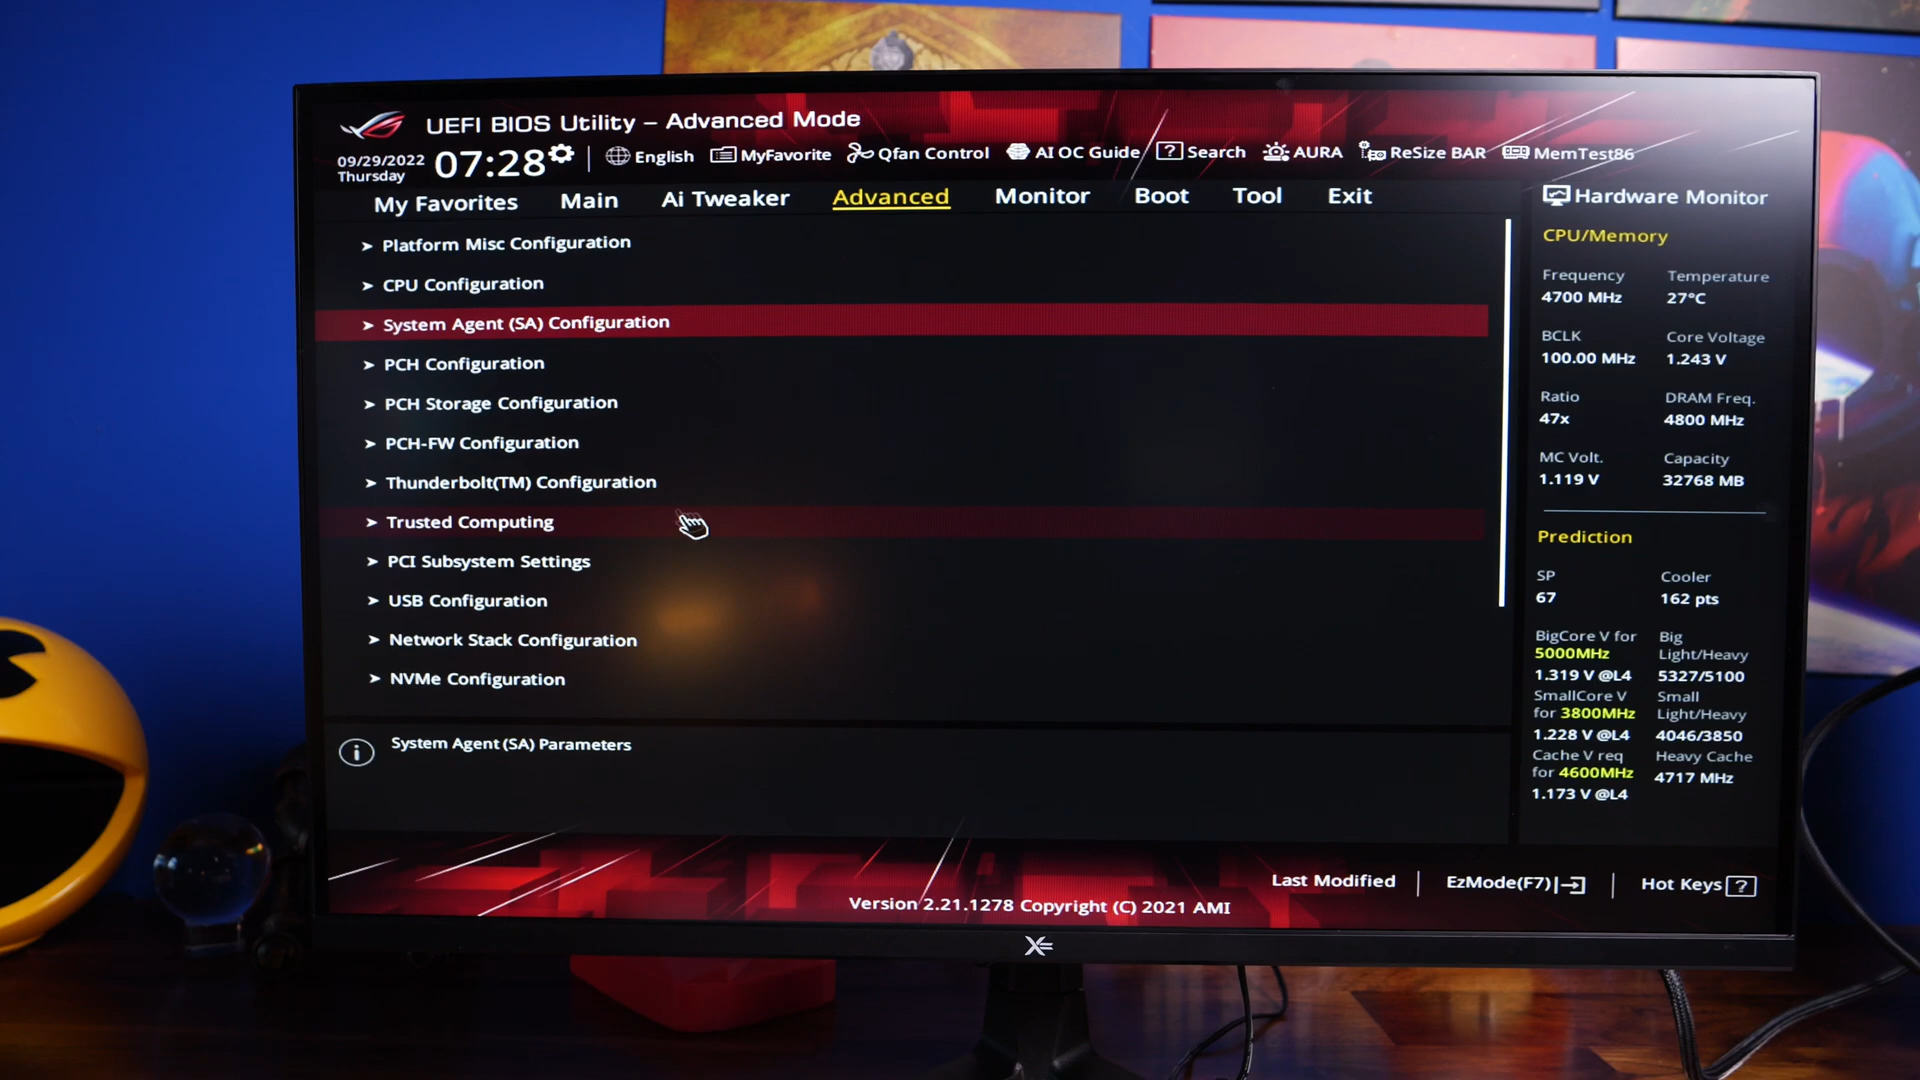 UEFI BIOS Utility – Advanced Mode
09/29/2022
Thursday
07:28
English
MyFavorite
Qfan Control
AI OC Guide
? Search
AURA
ReSize BAR
MemTest86
My Favorites
Main
Ai Tweaker
Advanced
Monitor
Boot
Tool
Exit
Platform Misc Configuration
CPU Configuration
System Agent (SA) Configuration
PCH Configuration
PCH Storage Configuration
PCH-FW Configuration
Thunderbolt(TM) Configuration
Trusted Computing
PCI Subsystem Settings
USB Configuration
Network Stack Configuration
NVMe Configuration
i
System Agent (SA) Parameters
Hardware Monitor
CPU/Memory
Frequency Temperature
4700 MHz 27°C
BCLK Core Voltage
100.00 MHz 1.243 V
Ratio DRAM Freq.
47x 4800 MHz
MC Volt. Capacity
1.119 V 32768 MB
Prediction
SP Cooler
67 162 pts
BigCore V for Big
5000MHz Light/Heavy
1.319 V @L4 5327/5100
SmallCore V Small
for 3800MHz Light/Heavy
1.228 V @L4 4046/3850
Cache V req Heavy Cache
for 4600MHz 4717 MHz
1.173 V @L4
Last Modified
EzMode(F7)
Hot Keys ?
Version 2.21.1278 Copyright (C) 2021 AMI